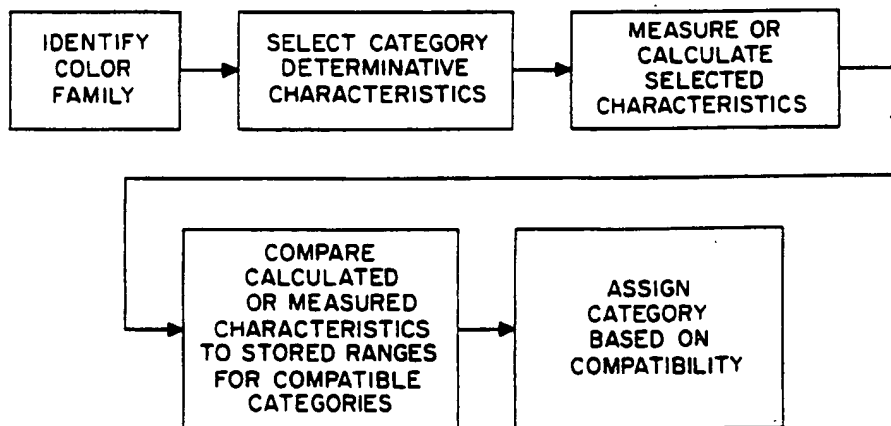 IDENTIFY
COLOR
FAMILY
SELECT CATEGORY
DETERMINATIVE
CHARACTERISTICS
MEASURE OR
CALCULATE
SELECTED
CHARACTERISTICS
COMPARE
CALCULATED
OR MEASURED
CHARACTERISTICS
TO STORED RANGES
FOR COMPATIBLE
CATEGORIES
ASSIGN
CATEGORY
BASED ON
COMPATIBILITY